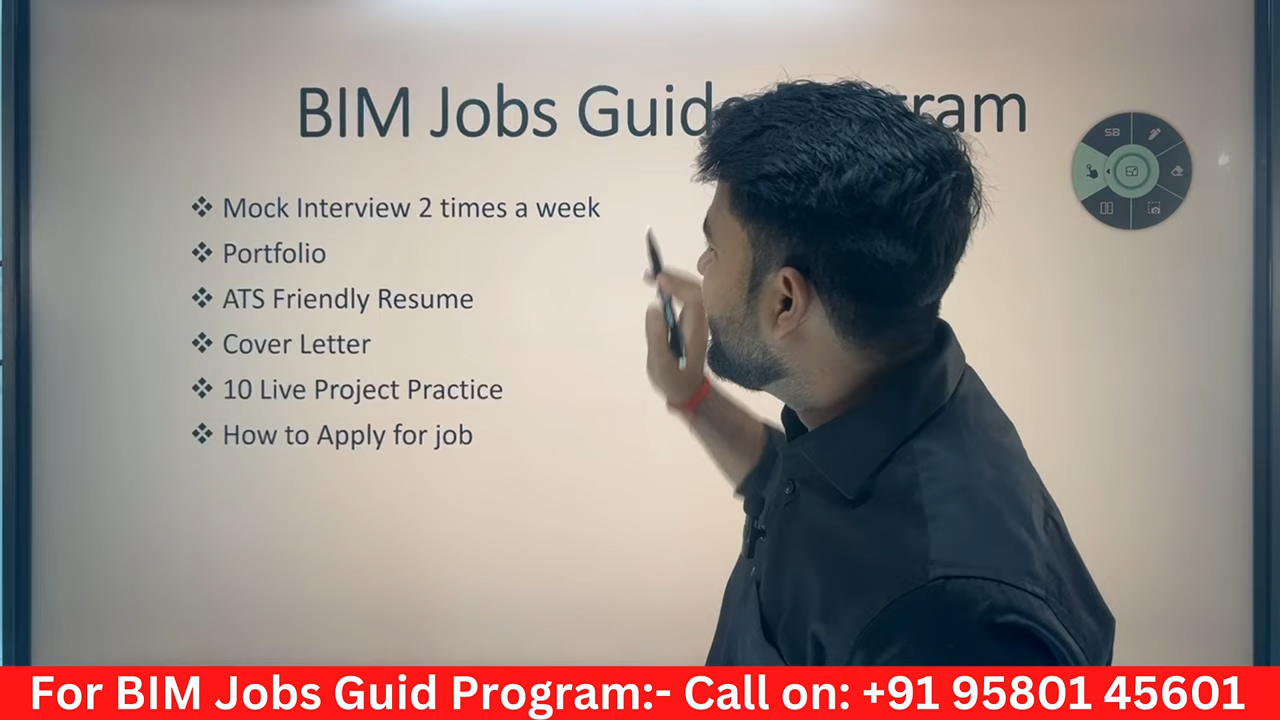 BIM Jobs Guid ram
❖ Mock Interview 2 times a week
❖ Portfolio
❖ ATS Friendly Resume
❖ Cover Letter
❖ 10 Live Project Practice
❖ How to Apply for job
SB
For BIM Jobs Guid Program:- Call on: +91 95801 45601